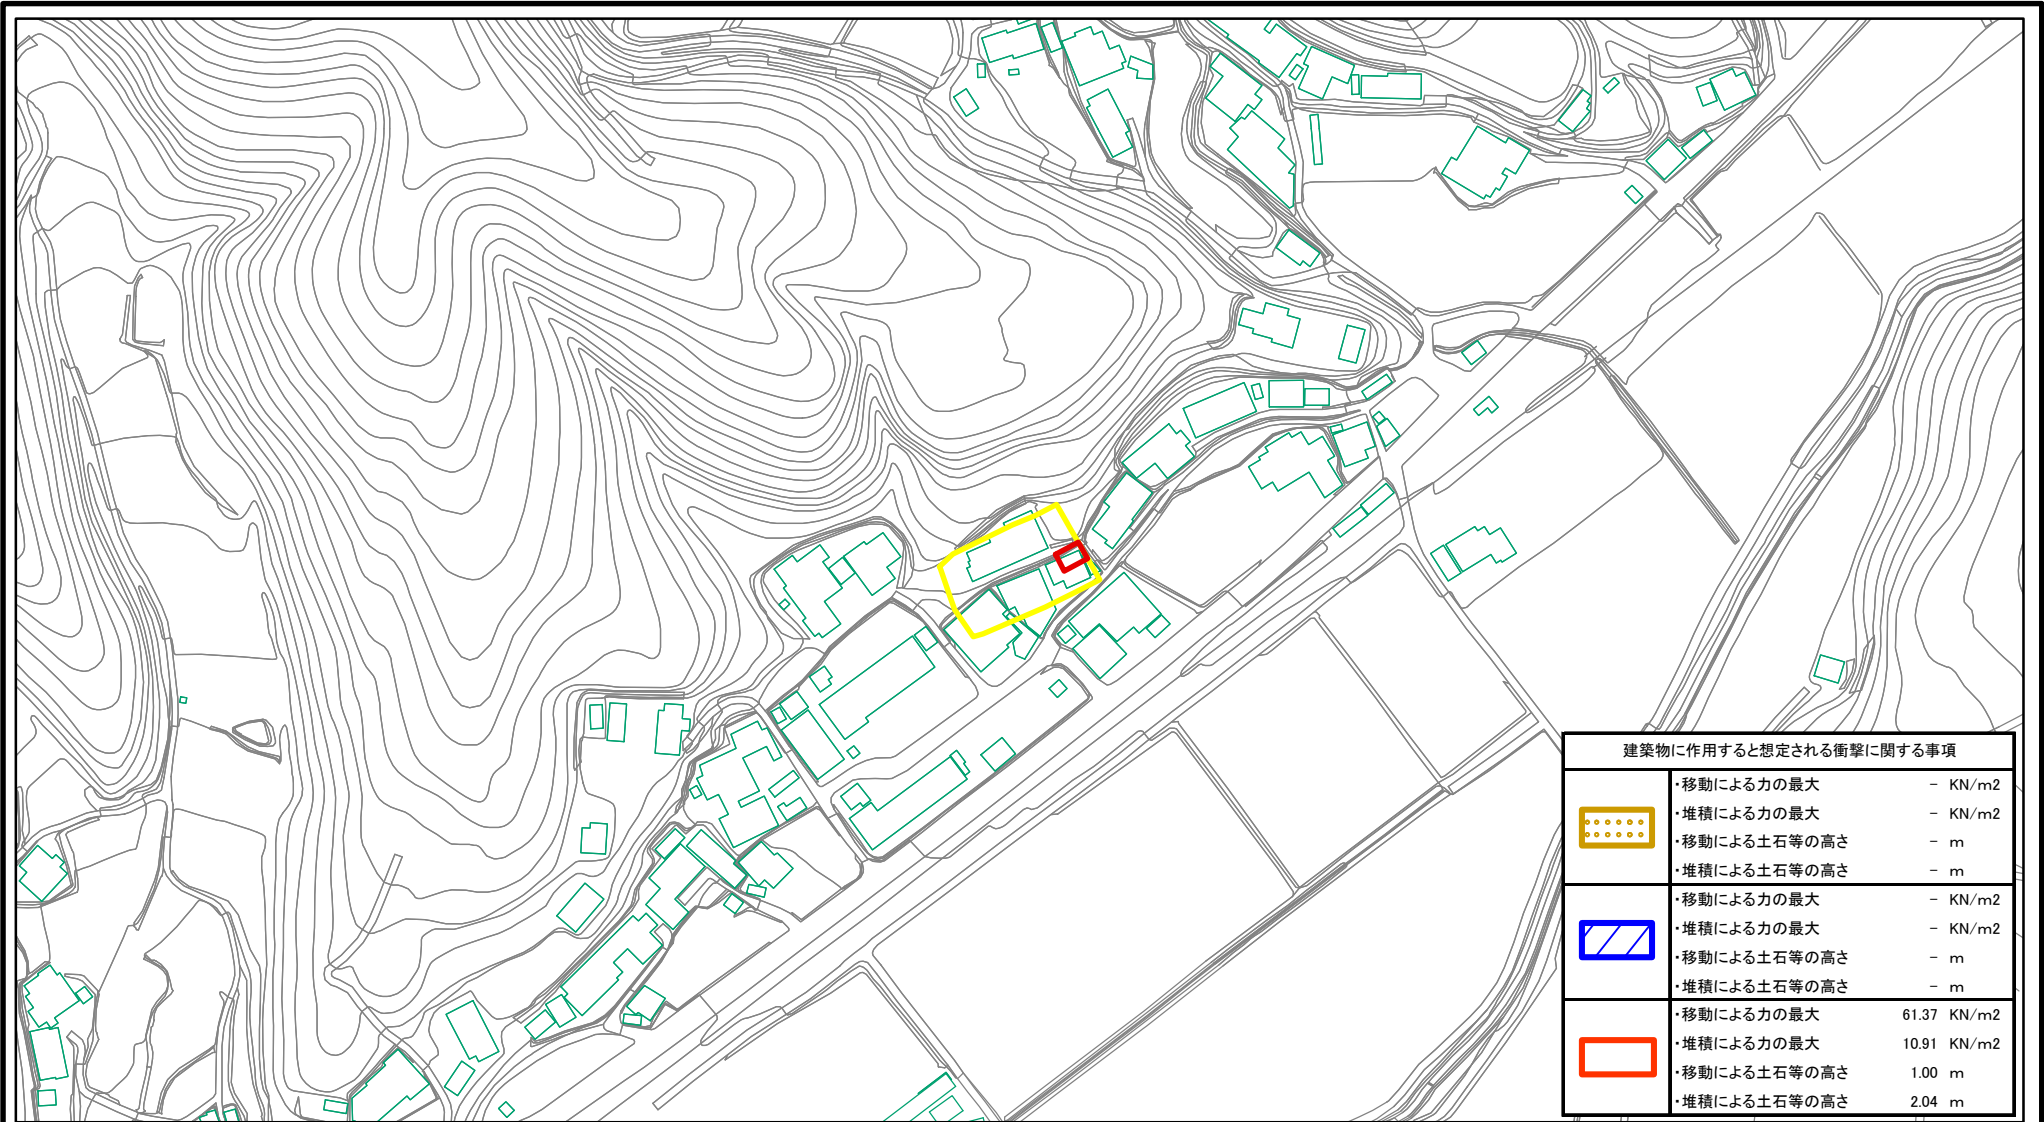 建築物に作用すると想定される衝撃に関する事項
・移動による力の最大 － KN/m2
・堆積による力の最大 － KN/m2
・移動による土石等の高さ － m
・堆積による土石等の高さ － m
・移動による力の最大 － KN/m2
・堆積による力の最大 － KN/m2
・移動による土石等の高さ － m
・堆積による土石等の高さ － m
・移動による力の最大 61.37 KN/m2
・堆積による力の最大 10.91 KN/m2
・移動による土石等の高さ 1.00 m
・堆積による土石等の高さ 2.04 m